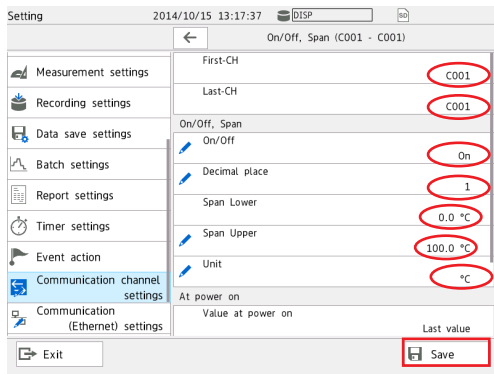 Setting 2014/10/15 13:17:37 DISP SD
On/Off, Span (C001 - C001)
Measurement settings
Recording settings
Data save settings
Batch settings
Report settings
Timer settings
Event action
Communication channel
settings
Communication
(Ethernet) settings
First-CH
C001
Last-CH
C001
On/Off, Span
On/Off
On
Decimal place
1
Span Lower
0.0 °C
Span Upper
100.0 °C
Unit
°C
At power on
Value at power on
Last value
Exit
Save